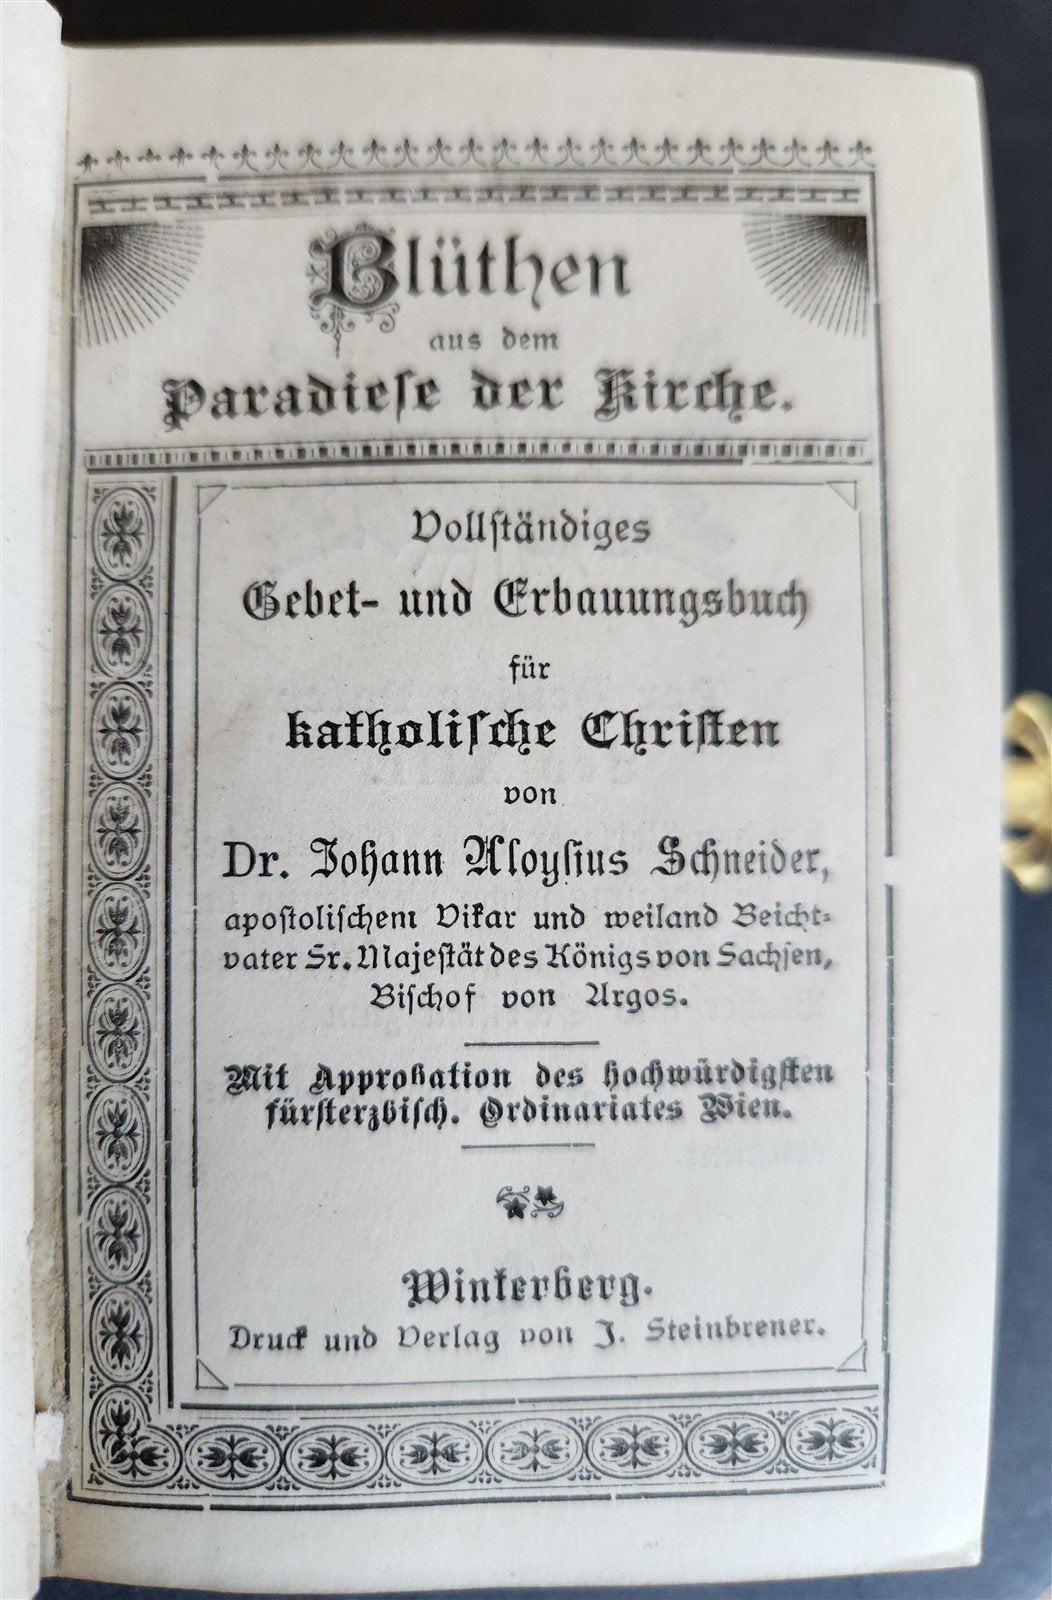 Blüthen
aus dem
Paradiese der Kirche.
Vollständiges
Gebet- und Erbauungsbuch
für
katholische Christen
von
Dr. Johann Aloysius Schneider,
apostolischem Vikar und weiland Beicht-
vater Sr. Majestät des Königs von Sachsen,
Bischof von Argos.
Mit Approbation des hochwürdigsten
fürsterzbisch. Ordinariates Wien.
Winterberg.
Druck und Verlag von J. Steinbrener.